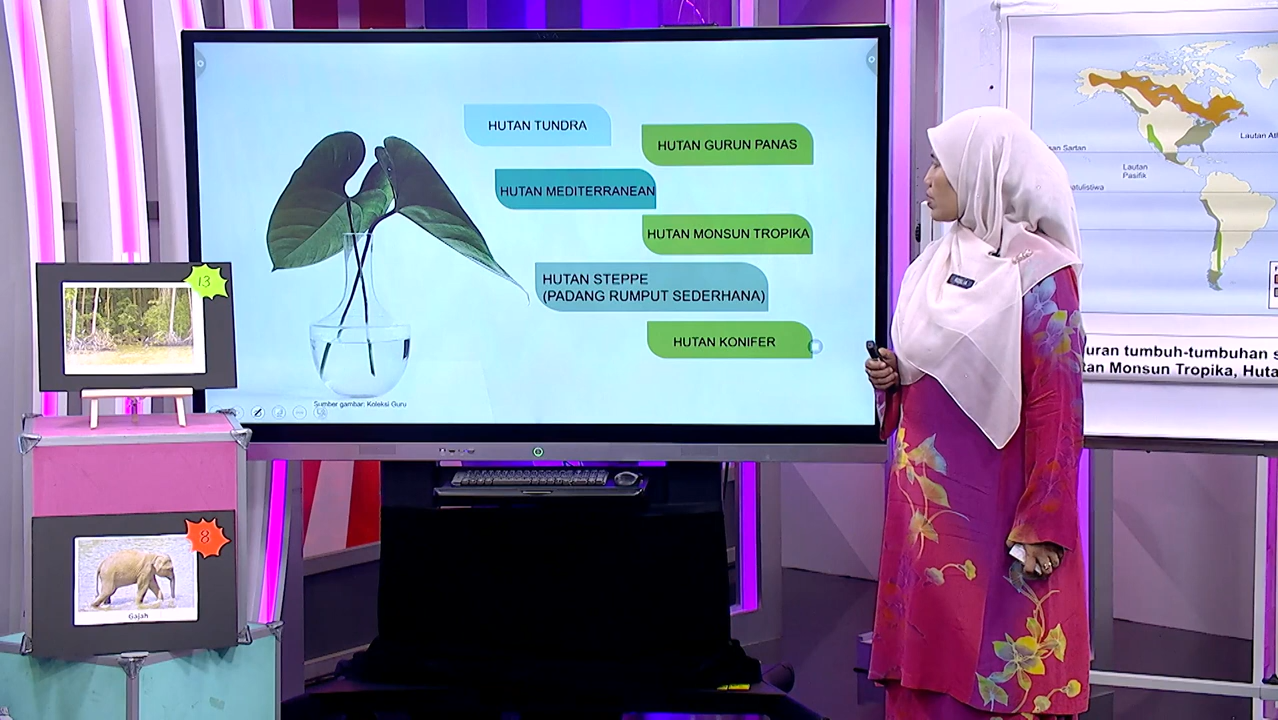 HUTAN TUNDRA
HUTAN GURUN PANAS
HUTAN MEDITERRANEAN
HUTAN MONSUN TROPIKA
HUTAN STEPPE
(PADANG RUMPUT SEDERHANA)
HUTAN KONIFER
Sumber gambar: Koleksi Guru
13
8
Gajah
Sartan
Lautan
Pasifik
Lautan Atl
atulistiwa
uran tumbuh-tumbuhan s
tan Monsun Tropika, Huta